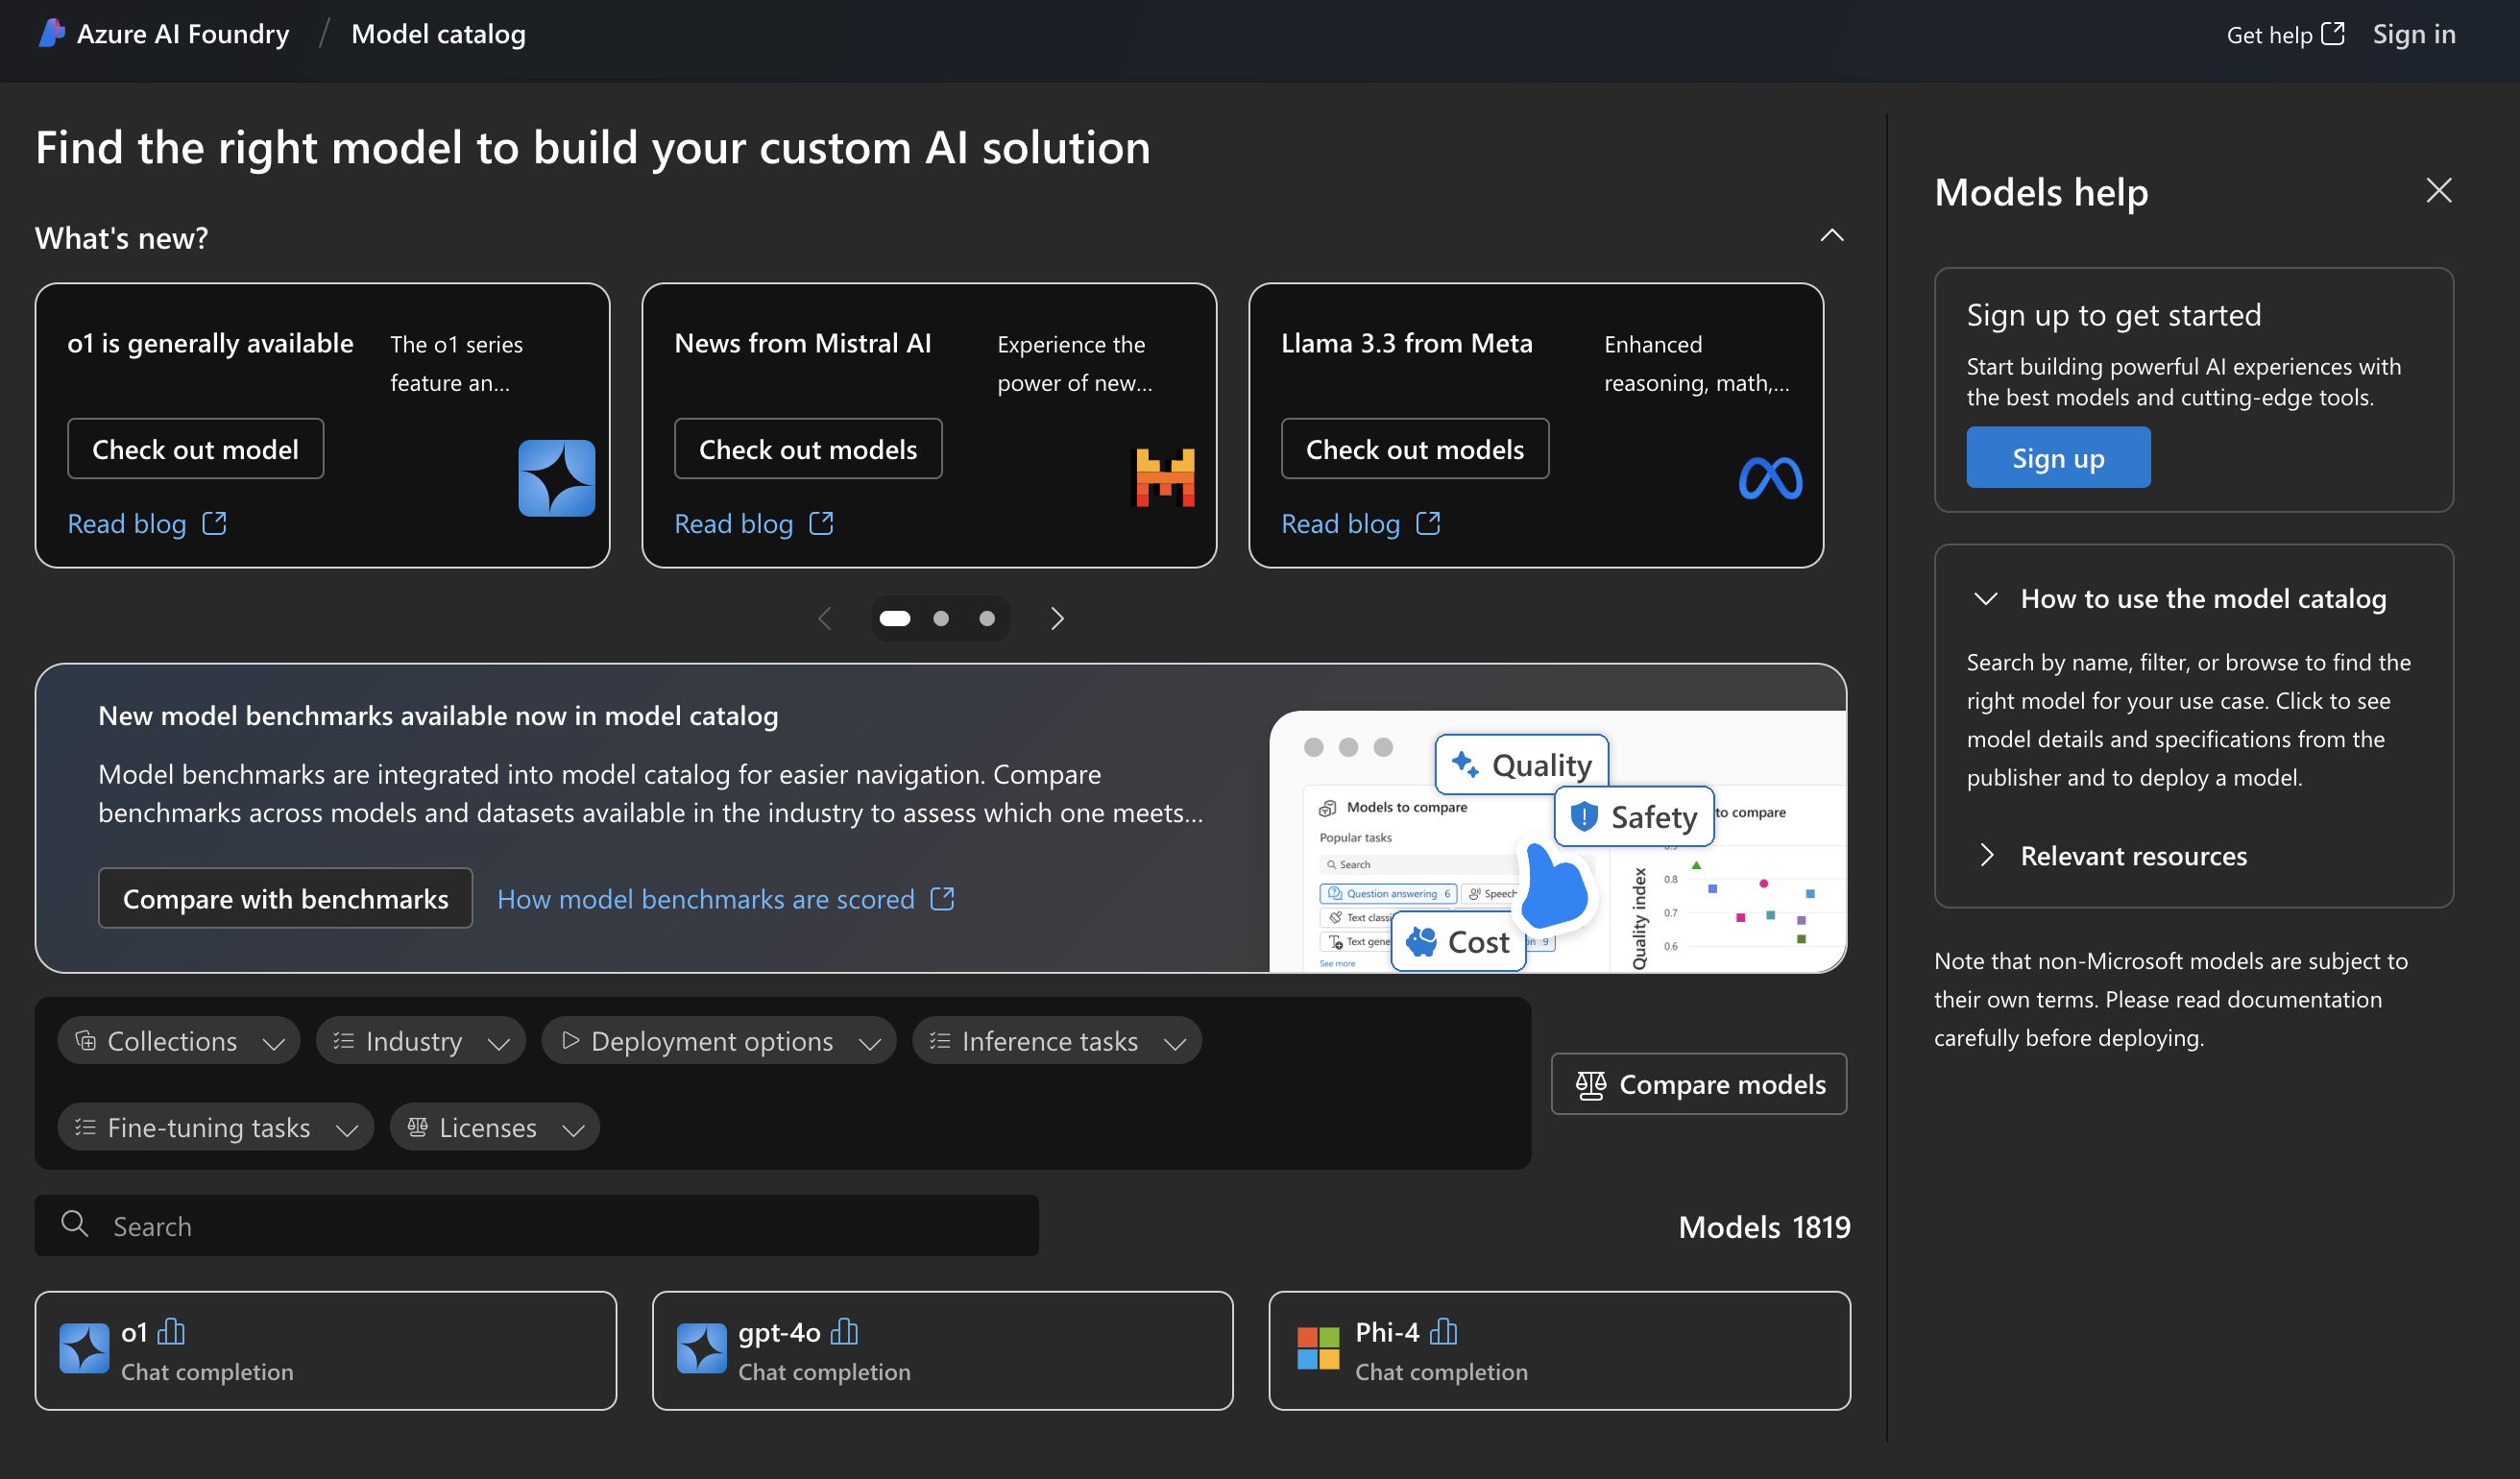 Azure AI Foundry / Model catalog
Get help
Sign in
Find the right model to build your custom AI solution
What's new?
o1 is generally available
The o1 series
feature an...
Check out model
Read blog
News from Mistral AI
Experience the
power of new...
Check out models
Read blog
Llama 3.3 from Meta
Enhanced
reasoning, math,...
Check out models
Read blog
New model benchmarks available now in model catalog
Model benchmarks are integrated into model catalog for easier navigation. Compare
benchmarks across models and datasets available in the industry to assess which one meets...
Compare with benchmarks
How model benchmarks are scored
Quality
Safety
Cost
Models to compare
Popular tasks
Search
Question answering 6
Speech
Text classi
Text gene
on 9
See more
to compare
Quality index
0.8
0.7
0.6
Collections
Industry
Deployment options
Inference tasks
Fine-tuning tasks
Licenses
Compare models
Search
Models 1819
o1
Chat completion
gpt-4o
Chat completion
Phi-4
Chat completion
Models help
Sign up to get started
Start building powerful AI experiences with
the best models and cutting-edge tools.
Sign up
How to use the model catalog
Search by name, filter, or browse to find the
right model for your use case. Click to see
model details and specifications from the
publisher and to deploy a model.
Relevant resources
Note that non-Microsoft models are subject to
their own terms. Please read documentation
carefully before deploying.